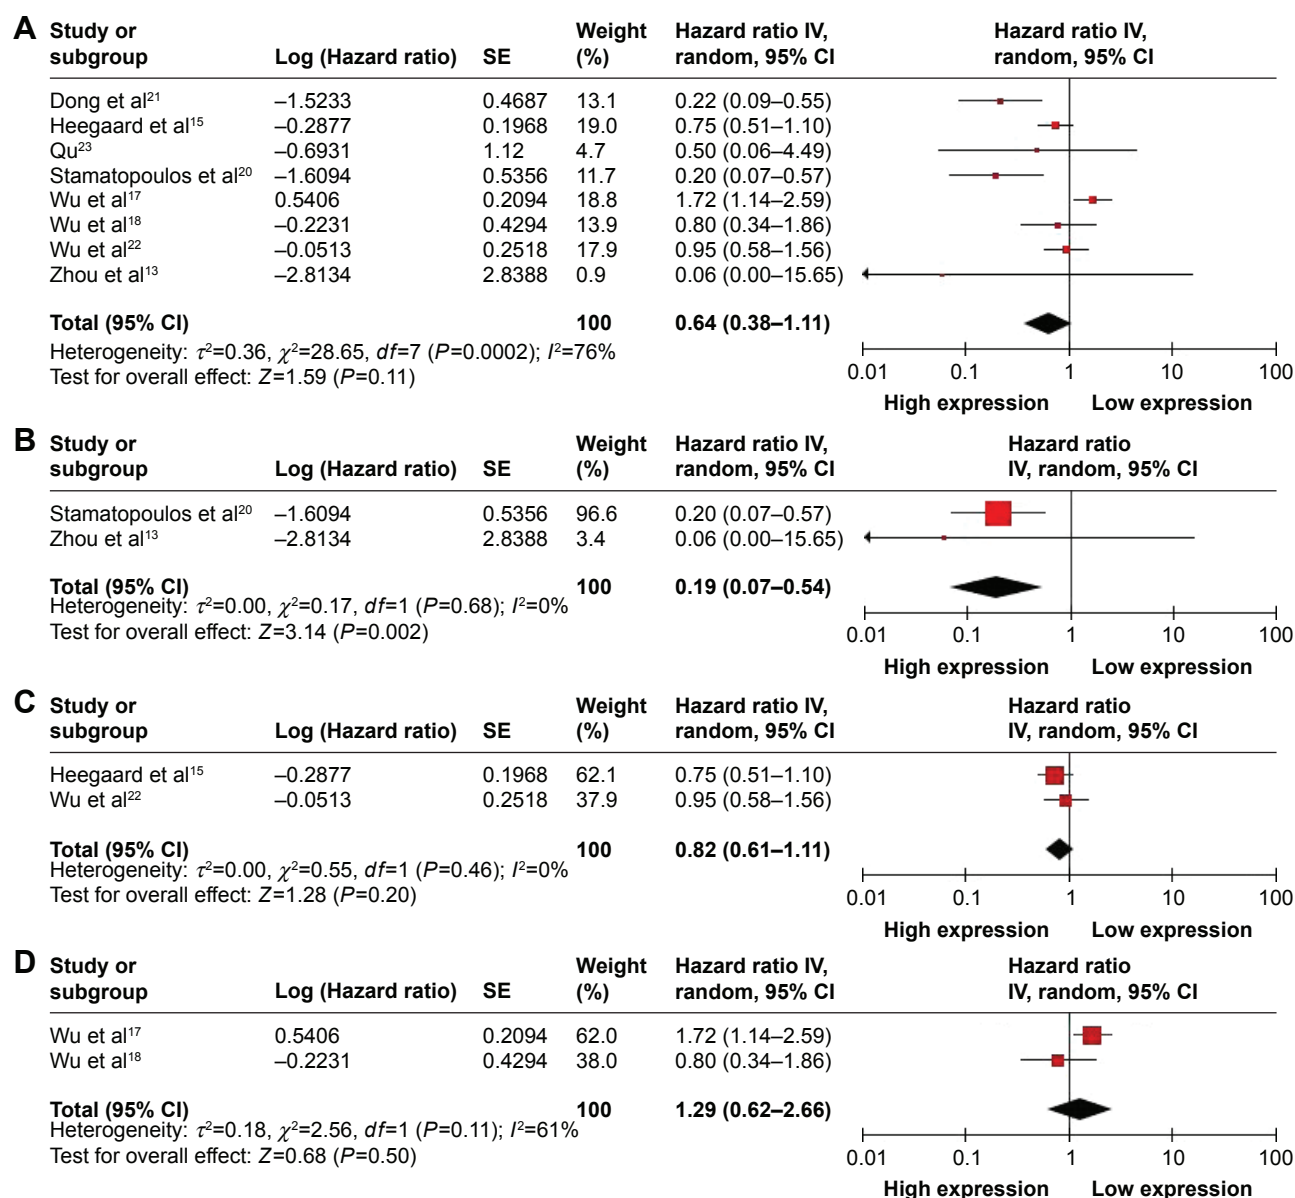 A Study or subgroup Log (Hazard ratio) SE Weight (%) Hazard ratio IV, random, 95% CI Hazard ratio IV, random, 95% CI
Dong et al21 –1.5233 0.4687 13.1 0.22 (0.09–0.55)
Heegaard et al15 –0.2877 0.1968 19.0 0.75 (0.51–1.10)
Qu23 –0.6931 1.12 4.7 0.50 (0.06–4.49)
Stamatopoulos et al20 –1.6094 0.5356 11.7 0.20 (0.07–0.57)
Wu et al17 0.5406 0.2094 18.8 1.72 (1.14–2.59)
Wu et al18 –0.2231 0.4294 13.9 0.80 (0.34–1.86)
Wu et al22 –0.0513 0.2518 17.9 0.95 (0.58–1.56)
Zhou et al13 –2.8134 2.8388 0.9 0.06 (0.00–15.65)
Total (95% CI) 100 0.64 (0.38–1.11)
Heterogeneity: τ2=0.36, χ2=28.65, df=7 (P=0.0002); I2=76%
Test for overall effect: Z=1.59 (P=0.11)
0.01 0.1 1 10 100
High expression Low expression
B Study or subgroup Log (Hazard ratio) SE Weight (%) Hazard ratio IV, random, 95% CI Hazard ratio IV, random, 95% CI
Stamatopoulos et al20 –1.6094 0.5356 96.6 0.20 (0.07–0.57)
Zhou et al13 –2.8134 2.8388 3.4 0.06 (0.00–15.65)
Total (95% CI) 100 0.19 (0.07–0.54)
Heterogeneity: τ2=0.00, χ2=0.17, df=1 (P=0.68); I2=0%
Test for overall effect: Z=3.14 (P=0.002)
0.01 0.1 1 10 100
High expression Low expression
C Study or subgroup Log (Hazard ratio) SE Weight (%) Hazard ratio IV, random, 95% CI Hazard ratio IV, random, 95% CI
Heegaard et al15 –0.2877 0.1968 62.1 0.75 (0.51–1.10)
Wu et al22 –0.0513 0.2518 37.9 0.95 (0.58–1.56)
Total (95% CI) 100 0.82 (0.61–1.11)
Heterogeneity: τ2=0.00, χ2=0.55, df=1 (P=0.46); I2=0%
Test for overall effect: Z=1.28 (P=0.20)
0.01 0.1 1 10 100
High expression Low expression
D Study or subgroup Log (Hazard ratio) SE Weight (%) Hazard ratio IV, random, 95% CI Hazard ratio IV, random, 95% CI
Wu et al17 0.5406 0.2094 62.0 1.72 (1.14–2.59)
Wu et al18 –0.2231 0.4294 38.0 0.80 (0.34–1.86)
Total (95% CI) 100 1.29 (0.62–2.66)
Heterogeneity: τ2=0.18, χ2=2.56, df=1 (P=0.11); I2=61%
Test for overall effect: Z=0.68 (P=0.50)
0.01 0.1 1 10 100
High expression Low expression